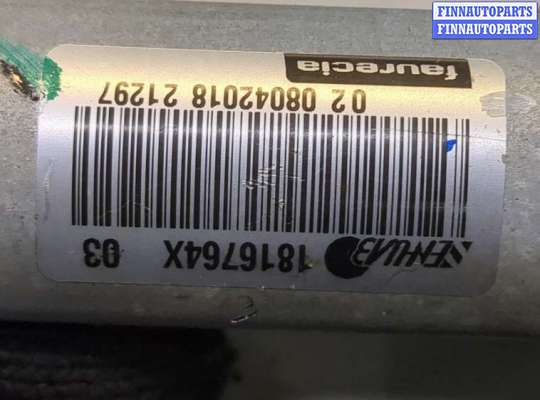 FINNAUTOPARTS
FINNAUTOPARTS
1816764X 03
02 08042018 21297
faurecia